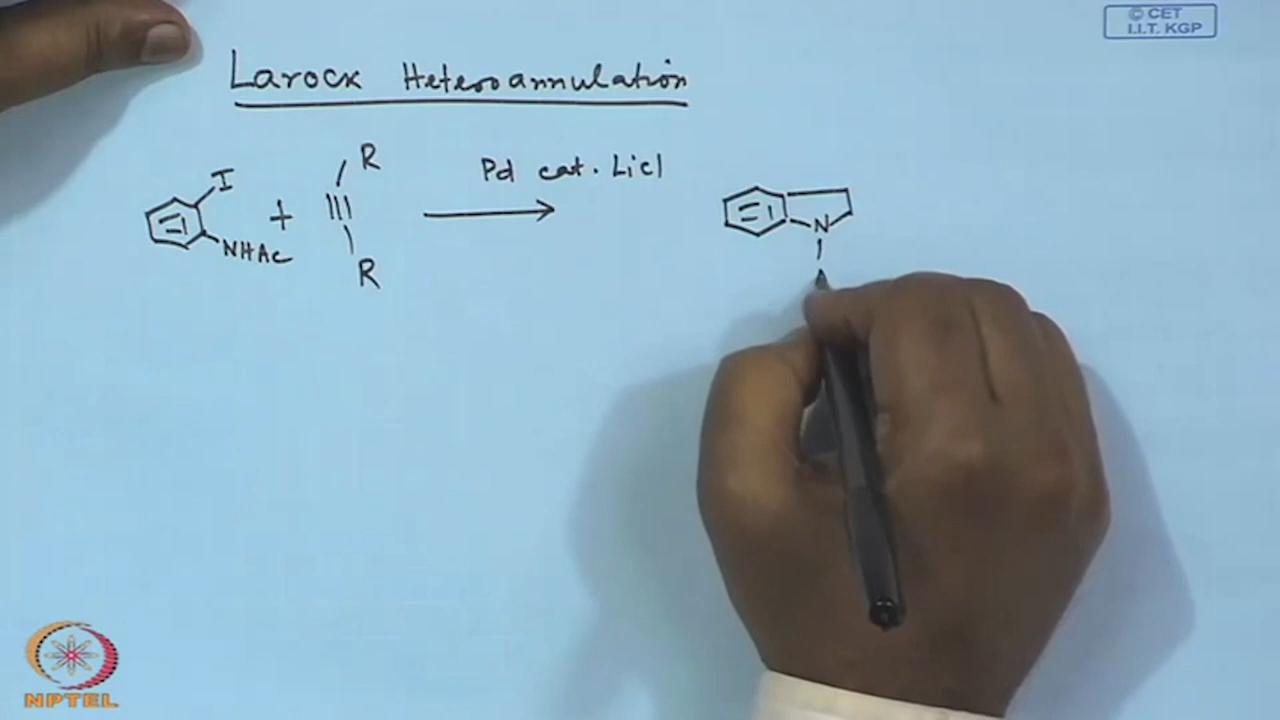 © CET
I.I.T. KGP
Larock Heteroannulation
I
NHAc
+
R
R
Pd cat. LiCl
N
NPTEL